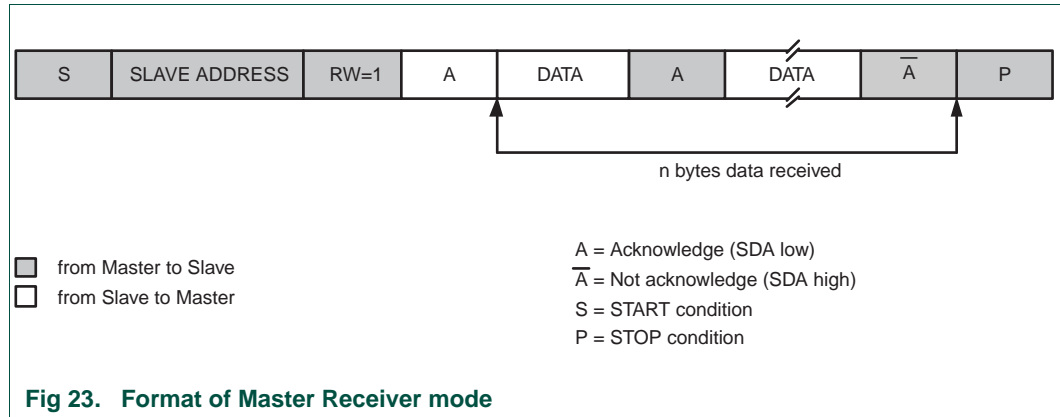 S SLAVE ADDRESS RW=1 A DATA A DATA A̅ P
n bytes data received
from Master to Slave
from Slave to Master
A = Acknowledge (SDA low)
A̅ = Not acknowledge (SDA high)
S = START condition
P = STOP condition
Fig 23. Format of Master Receiver mode